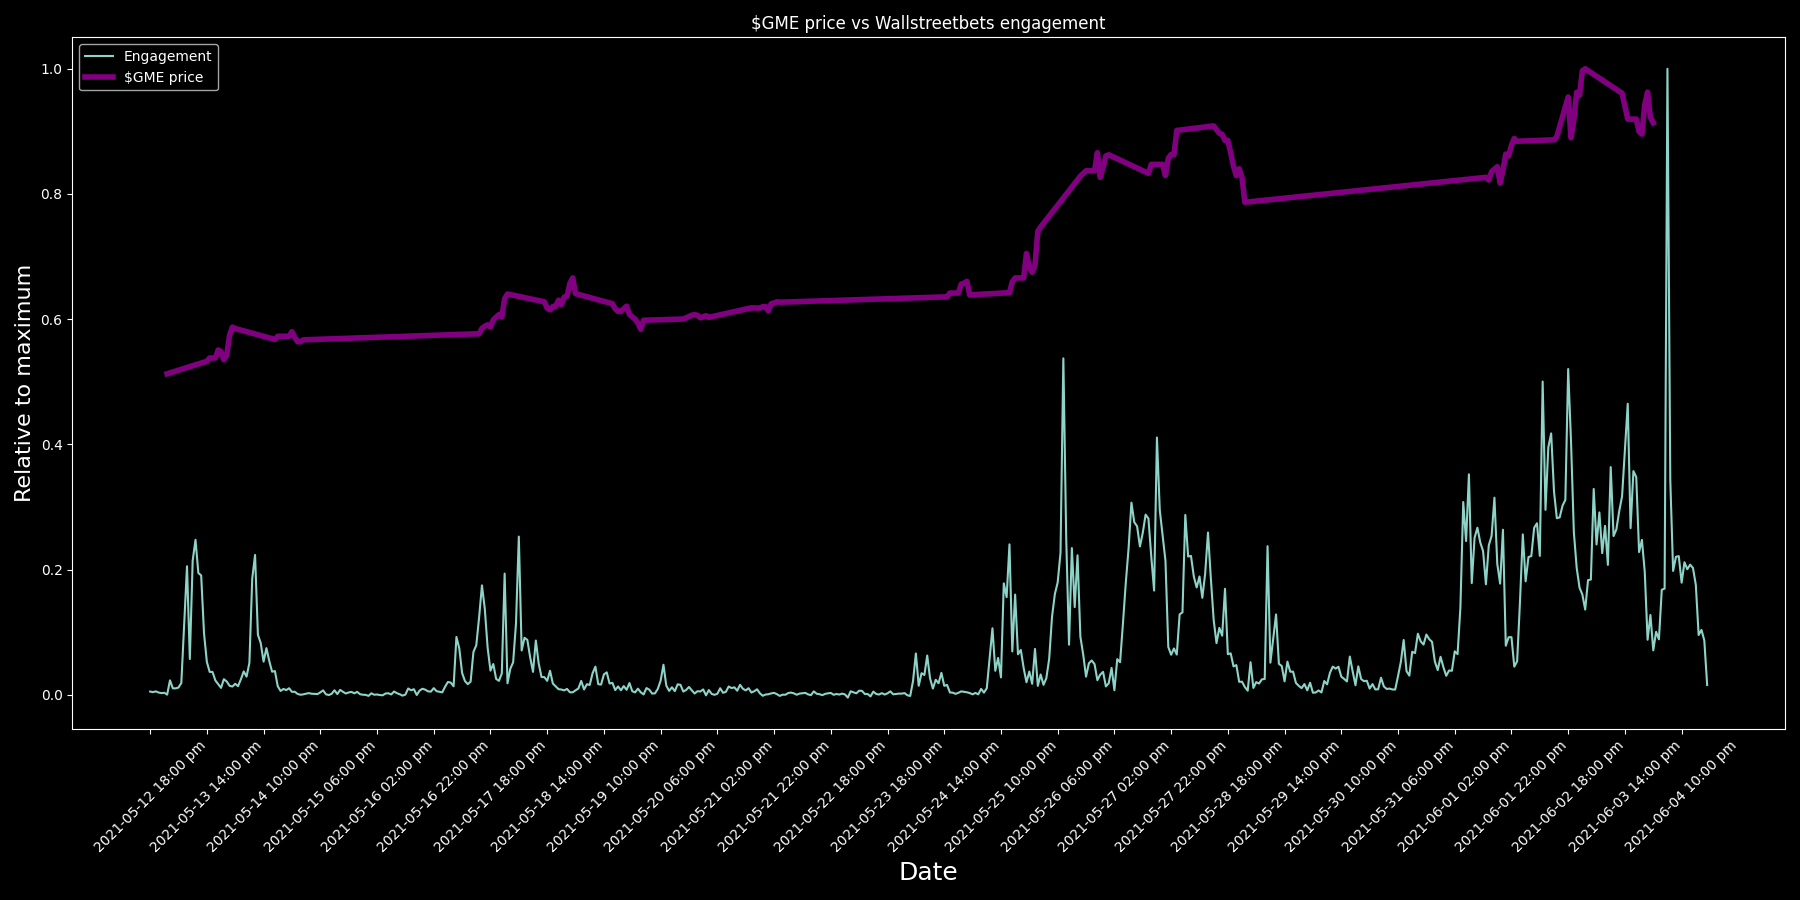 $GME price vs Wallstreetbets engagement
Engagement
$GME price
1.0
0.8
0.6
0.4
0.2
0.0
Relative to maximum
2021-05-12 18:00 pm
2021-05-13 14:00 pm
2021-05-14 10:00 pm
2021-05-15 06:00 pm
2021-05-16 02:00 pm
2021-05-16 22:00 pm
2021-05-17 18:00 pm
2021-05-18 14:00 pm
2021-05-19 10:00 pm
2021-05-20 06:00 pm
2021-05-21 02:00 pm
2021-05-21 22:00 pm
2021-05-22 18:00 pm
2021-05-23 18:00 pm
2021-05-24 14:00 pm
2021-05-25 10:00 pm
2021-05-26 06:00 pm
2021-05-27 02:00 pm
2021-05-27 22:00 pm
2021-05-28 18:00 pm
2021-05-29 14:00 pm
2021-05-30 10:00 pm
2021-05-31 06:00 pm
2021-06-01 02:00 pm
2021-06-01 22:00 pm
2021-06-02 18:00 pm
2021-06-03 14:00 pm
2021-06-04 10:00 pm
Date